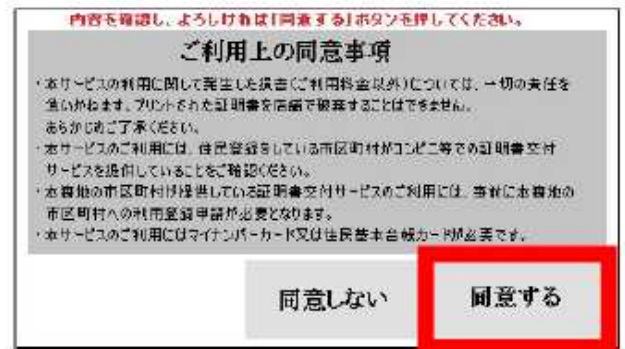 内容を確認し、よろしければ「同意する」ボタンを押してください。
ご利用上の同意事項
・本サービスの利用に関して発生した損害(ご利用料金以外)については、一切の責任を
負いかねます。プリントされた証明書を店舗で破棄することはできません。
あらかじめご了承ください。
・本サービスのご利用には、住民登録をしている市区町村がコンビニ等での証明書交付
サービスを提供していることをご確認ください。
・本籍地の市区町村が提供している証明書交付サービスのご利用には、事前に本籍地の
市区町村への利用登録申請が必要となります。
・本サービスのご利用にはマイナンバーカード又は住民基本台帳カードが必要です。
同意しない
同意する